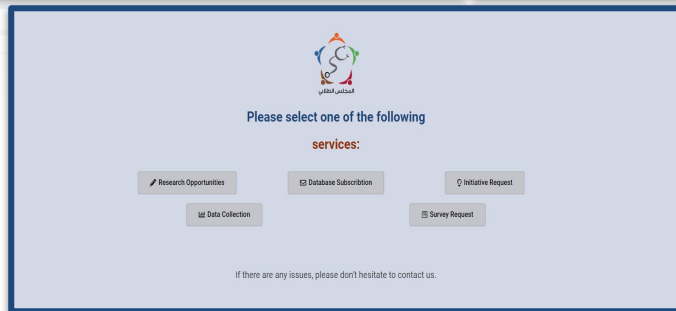 المجلس الطلابي
Please select one of the following
services:
Research Opportunities
Database Subscribtion
Initiative Request
Data Collection
Survey Request
If there are any issues, please don't hesitate to contact us.